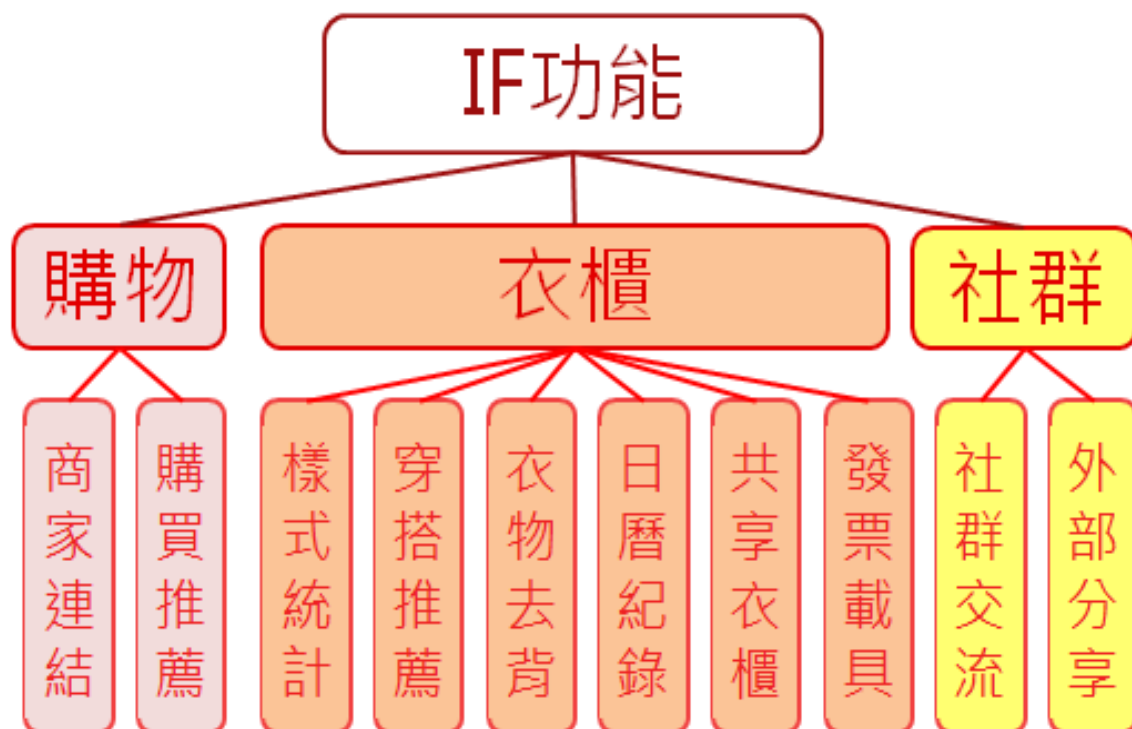 IF功能
購物
衣櫃
社群
商家連結
購買推薦
樣式統計
穿搭推薦
衣物去背
日曆紀錄
共享衣櫃
發票載具
社群交流
外部分享